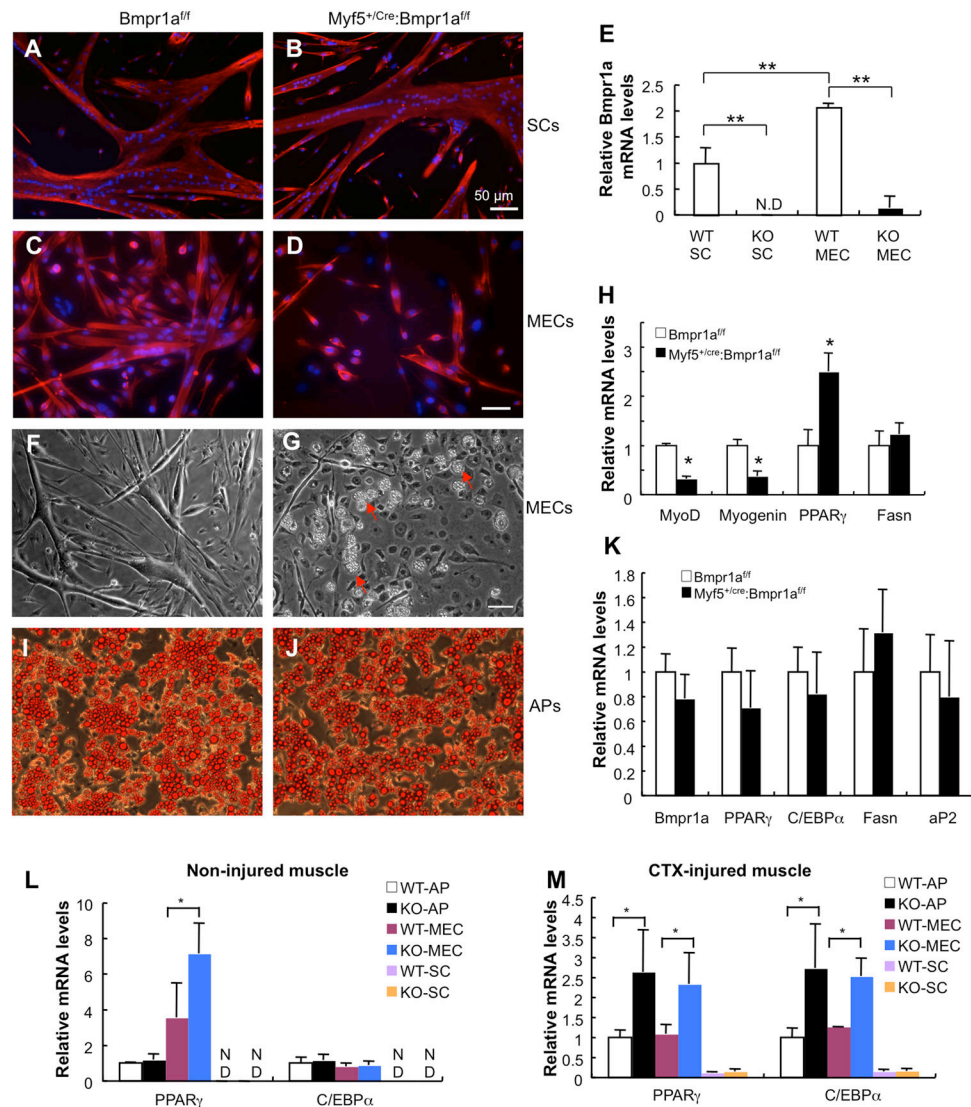 Bmpr1a^f/f
Myf5^+/Cre:Bmpr1a^f/f
A
B
SCs
50 µm
C
D
MECs
F
G
MECs
I
J
APs
E
Relative Bmpr1a
mRNA levels
2.5
2
1.5
1
0.5
0
**
**
**
N.D
WT
SC
KO
SC
WT
MEC
KO
MEC
H
Relative mRNA levels
Bmpr1a^f/f
Myf5^+/cre:Bmpr1a^f/f
3
2
1
0
*
*
*
MyoD
Myogenin
PPARγ
Fasn
K
Relative mRNA levels
Bmpr1a^f/f
Myf5^+/cre:Bmpr1a^f/f
1.8
1.6
1.4
1.2
1
0.8
0.6
0.4
0.2
0
Bmpr1a
PPARγ
C/EBPα
Fasn
aP2
L
Non-injured muscle
Relative mRNA levels
10
8
6
4
2
0
*
N
D
N
D
N
D
N
D
WT-AP
KO-AP
WT-MEC
KO-MEC
WT-SC
KO-SC
PPARγ
C/EBPα
M
CTX-injured muscle
Relative mRNA levels
4.5
4
3.5
3
2.5
2
1.5
1
0.5
0
*
*
*
*
WT-AP
KO-AP
WT-MEC
KO-MEC
WT-SC
KO-SC
PPARγ
C/EBPα